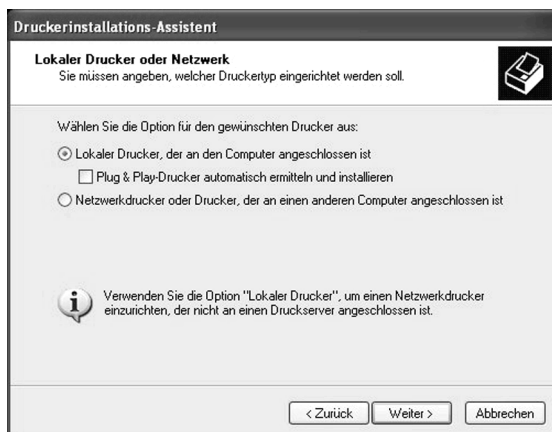 Druckerinstallations-Assistent
Lokaler Drucker oder Netzwerk
Sie müssen angeben, welcher Druckertyp eingerichtet werden soll.
Wählen Sie die Option für den gewünschten Drucker aus:
Lokaler Drucker, der an den Computer angeschlossen ist
Plug & Play-Drucker automatisch ermitteln und installieren
Netzwerkdrucker oder Drucker, der an einen anderen Computer angeschlossen ist
Verwenden Sie die Option "Lokaler Drucker", um einen Netzwerkdrucker
einzurichten, der nicht an einen Druckserver angeschlossen ist.
< Zurück Weiter > Abbrechen